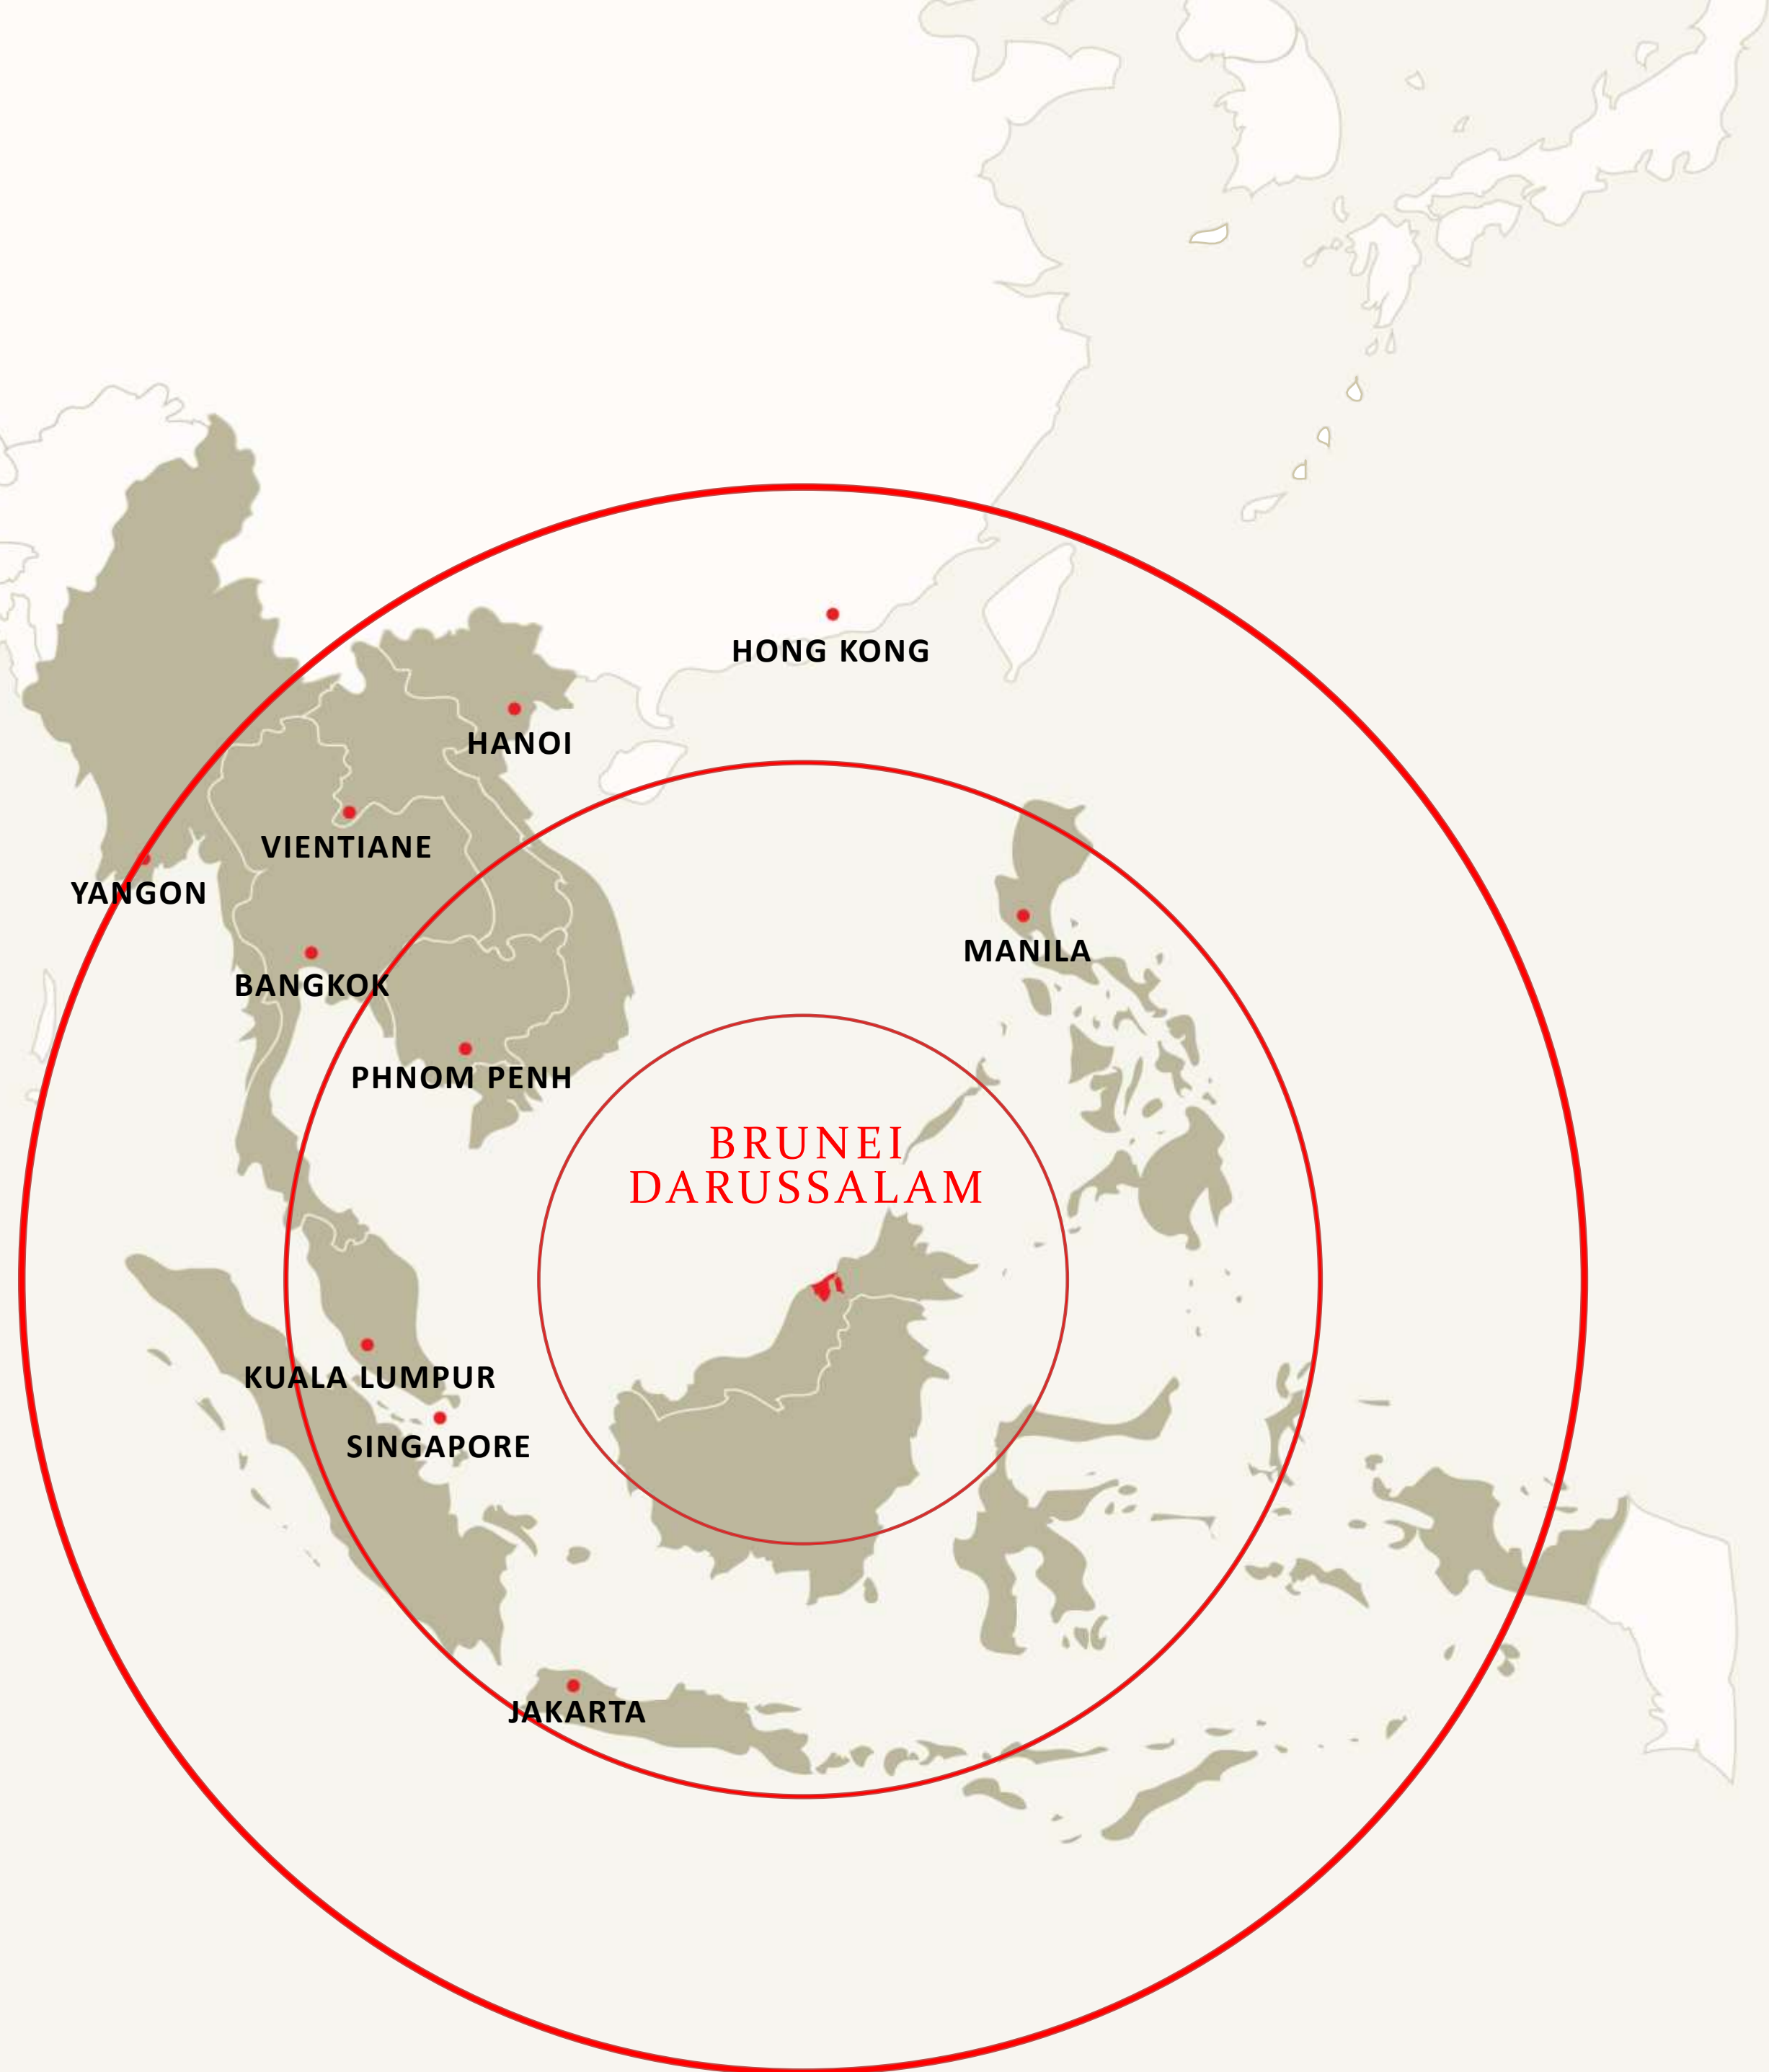 HONG KONG
HANOI
VIENTIANE
YANGON
MANILA
BANGKOK
PHNOM PENH
BRUNEI
DARUSSALAM
KUALA LUMPUR
SINGAPORE
JAKARTA